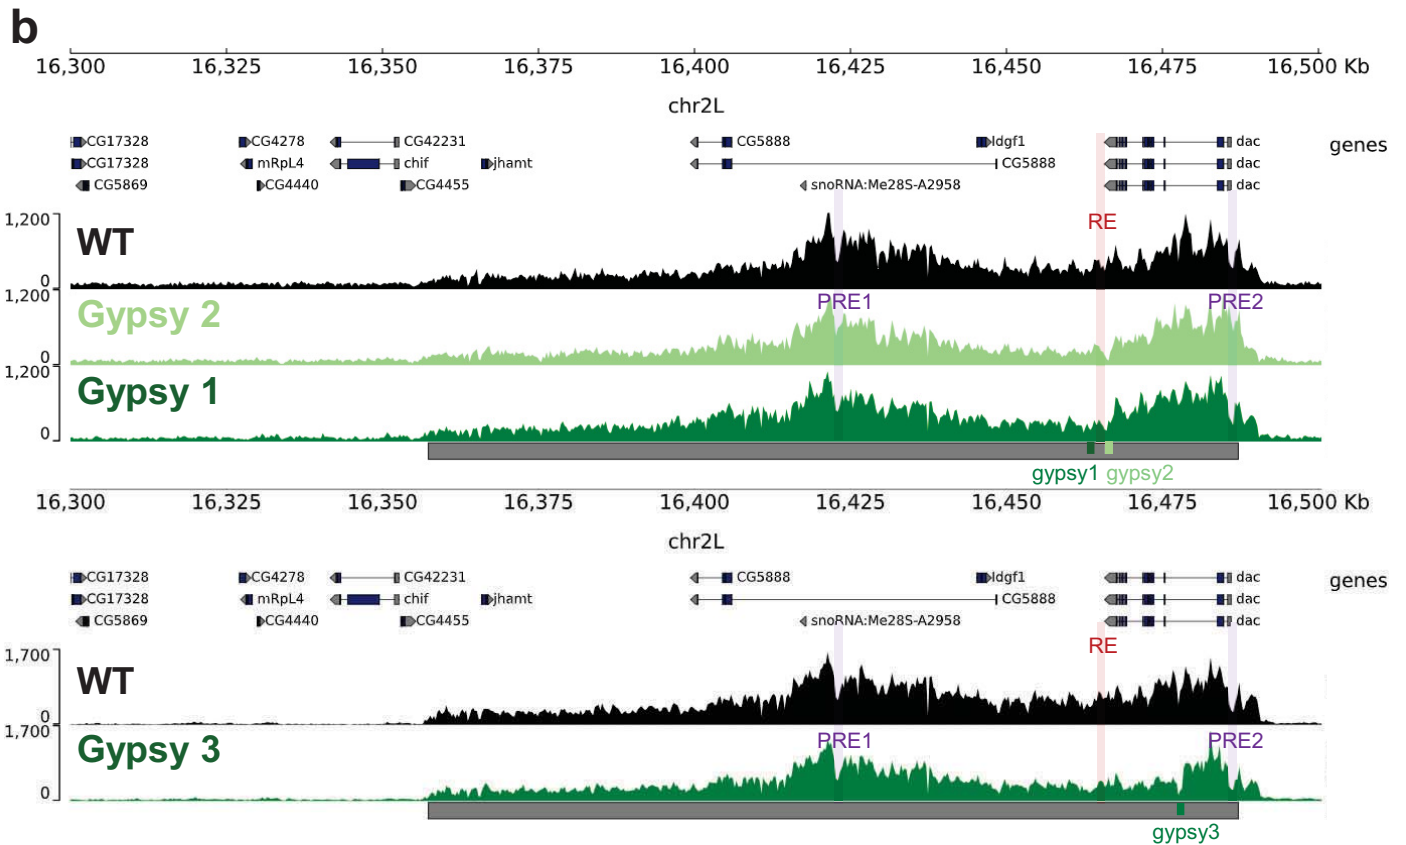 b
16,300 16,325 16,350 16,375 16,400 16,425 16,450 16,475 16,500 Kb
chr2L
CG17328 CG4278 CG42231 CG5888 Idgf1 dac genes
CG17328 mRpL4 chif jhamt CG5888 dac
CG5869 CG4440 CG4455 snoRNA:Me28S-A2958 dac
1,200 RE
WT
0
1,200 PRE1 PRE2
Gypsy 2
0
1,200
Gypsy 1
0
gypsy1 gypsy2
16,300 16,325 16,350 16,375 16,400 16,425 16,450 16,475 16,500 Kb
chr2L
CG17328 CG4278 CG42231 CG5888 Idgf1 dac genes
CG17328 mRpL4 chif jhamt CG5888 dac
CG5869 CG4440 CG4455 snoRNA:Me28S-A2958 dac
RE
1,700
WT
0
1,700 PRE1 PRE2
Gypsy 3
0
gypsy3